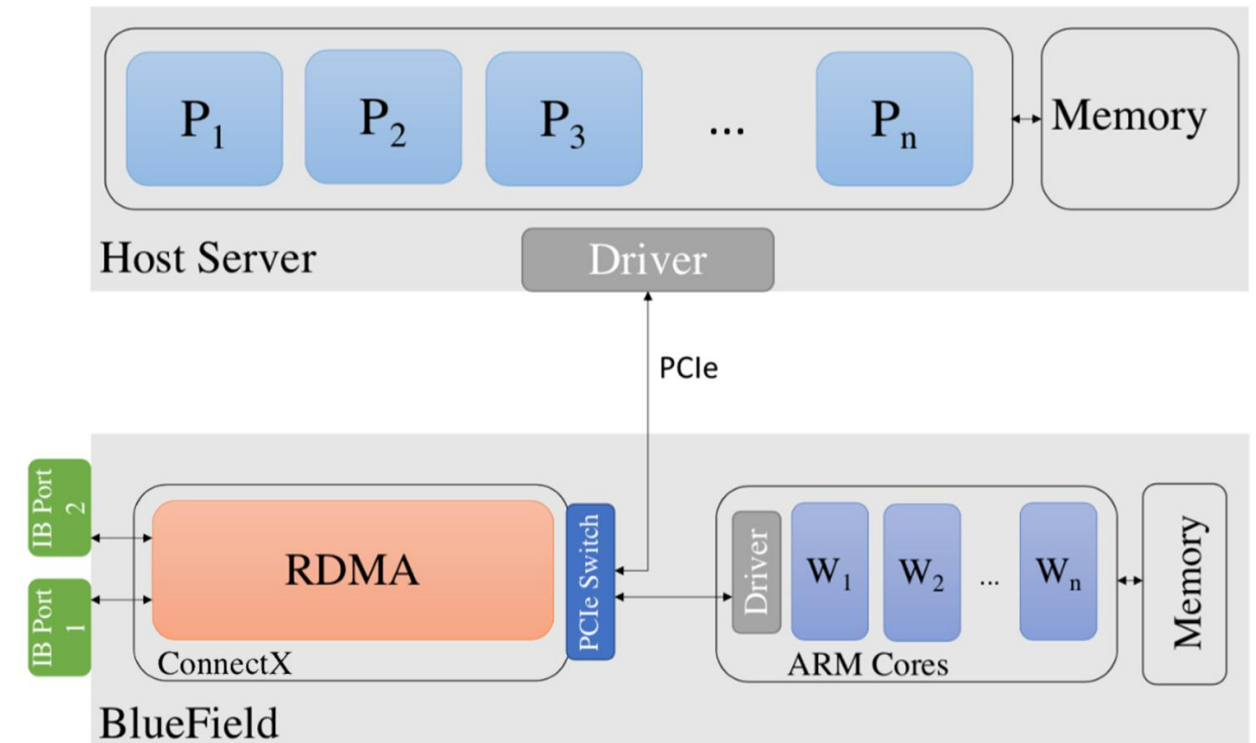 P1
P2
P3
...
Pn
Memory
Host Server
Driver
PCIe
IB Port
2
IB Port
1
RDMA
PCIe Switch
ConnectX
Driver
W1
W2
...
Wn
ARM Cores
Memory
BlueField